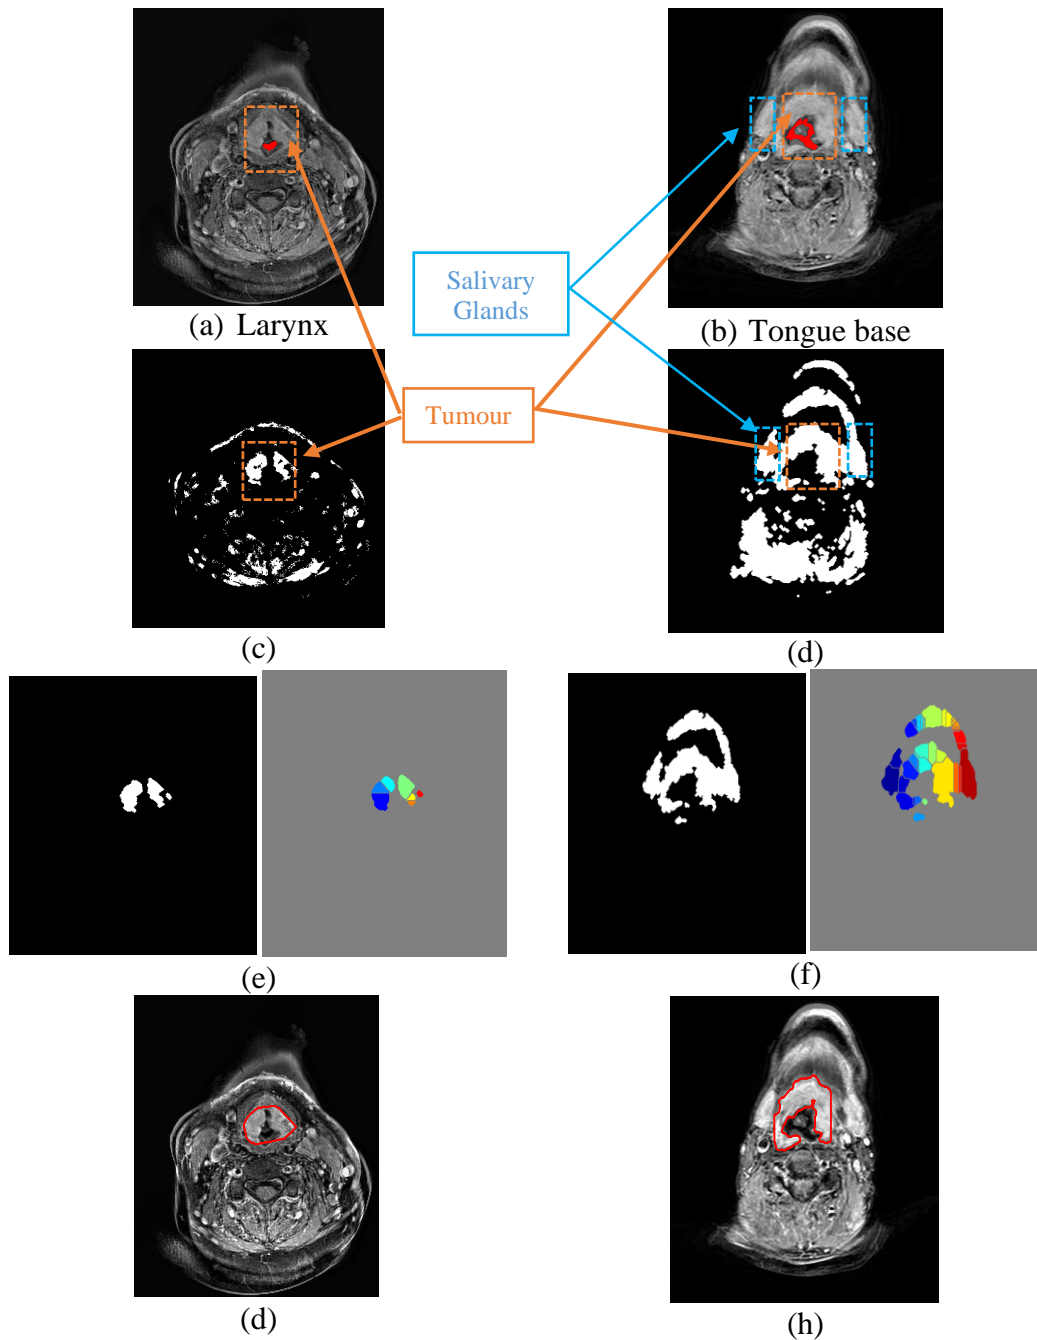 (a) Larynx
Salivary
Glands
(b) Tongue base
Tumour
(c)
(d)
(e)
(f)
(d)
(h)